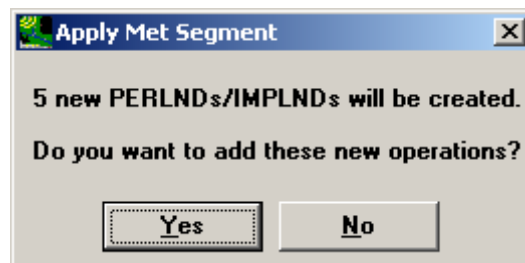 Apply Met Segment
5 new PERLNDs/IMPLNDs will be created.
Do you want to add these new operations?
Yes
No